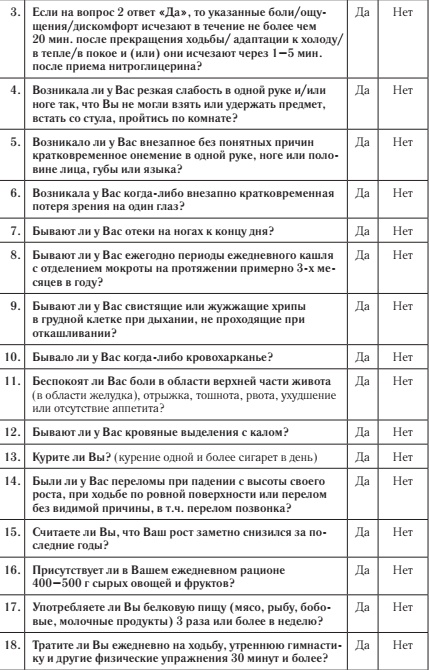 3. Если на вопрос 2 ответ «Да», то указанные боли/ощу- Да Нет
щения/дискомфорт исчезают в течение не более чем
20 мин. после прекращения ходьбы/ адаптации к холоду/
в тепле/в покое и (или) они исчезают через 1—5 мин.
после приема нитроглицерина?
4. Возникала ли у Вас резкая слабость в одной руке и/или Да Нет
ноге так, что Вы не могли взять или удержать предмет,
встать со стула, пройтись по комнате?
5. Возникало ли у Вас внезапное без понятных причин Да Нет
кратковременное онемение в одной руке, ноге или поло-
вине лица, губы или языка?
6. Возникала у Вас когда-либо внезапно кратковременная Да Нет
потеря зрения на один глаз?
7. Бывают ли у Вас отеки на ногах к концу дня? Да Нет
8. Бывают ли у Вас ежегодно периоды ежедневного кашля Да Нет
с отделением мокроты на протяжении примерно 3-х ме-
сяцев в году?
9. Бывают ли у Вас свистящие или жужжащие хрипы Да Нет
в грудной клетке при дыхании, не проходящие при
откашливании?
10. Бывало ли у Вас когда-либо кровохарканье? Да Нет
11. Беспокоят ли Вас боли в области верхней части живота Да Нет
(в области желудка), отрыжка, тошнота, рвота, ухудшение
или отсутствие аппетита?
12. Бывают ли у Вас кровяные выделения с калом? Да Нет
13. Курите ли Вы? (курение одной и более сигарет в день) Да Нет
14. Были ли у Вас переломы при падении с высоты своего Да Нет
роста, при ходьбе по ровной поверхности или перелом
без видимой причины, в т.ч. перелом позвонка?
15. Считаете ли Вы, что Ваш рост заметно снизился за по- Да Нет
следние годы?
16. Присутствует ли в Вашем ежедневном рационе Да Нет
400—500 г сырых овощей и фруктов?
17. Употребляете ли Вы белковую пищу (мясо, рыбу, бобо- Да Нет
вые, молочные продукты) 3 раза или более в неделю?
18. Тратите ли Вы ежедневно на ходьбу, утреннюю гимнасти- Да Нет
ку и другие физические упражнения 30 минут и более?